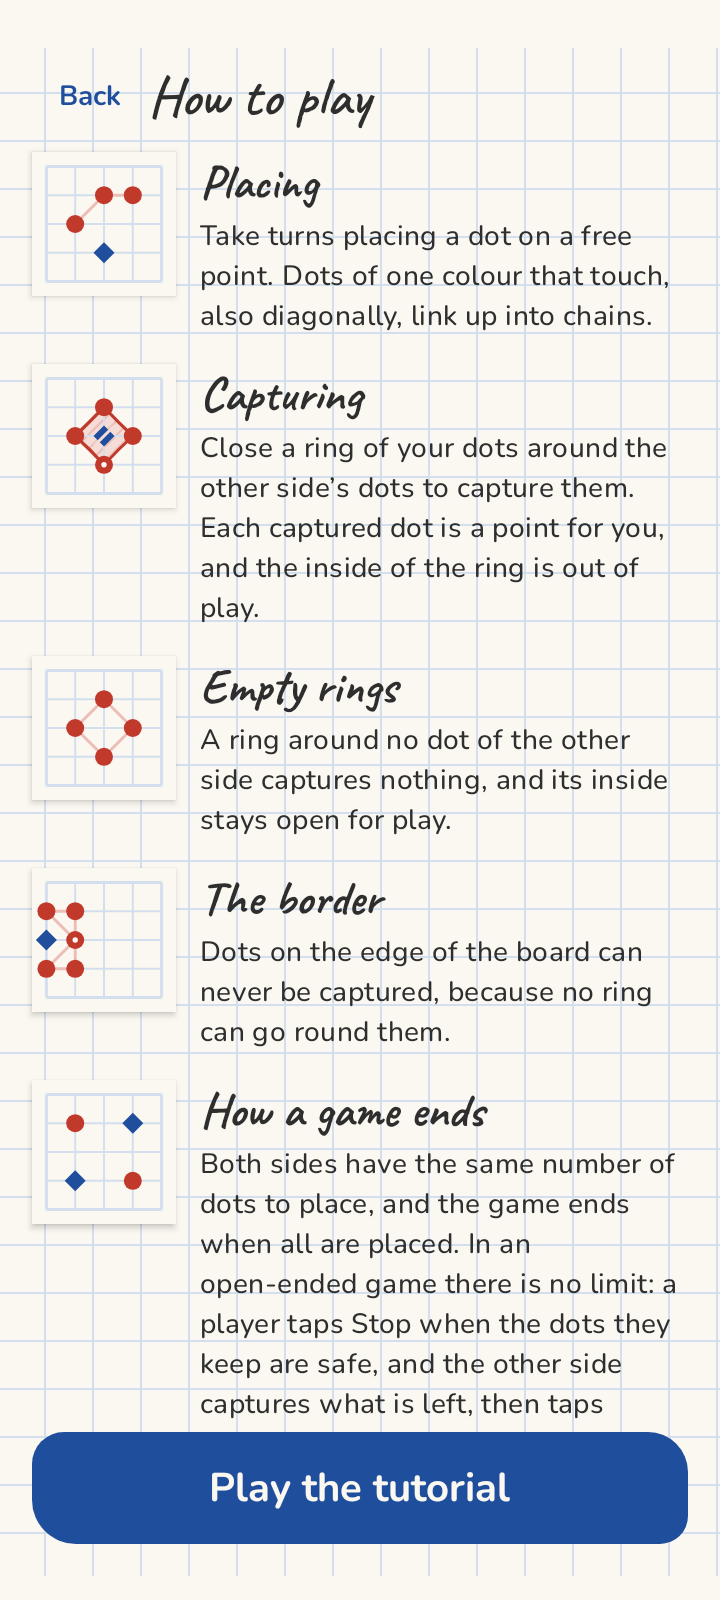 Back
How to play
Placing
Take turns placing a dot on a free
point. Dots of one colour that touch,
also diagonally, link up into chains.
Capturing
Close a ring of your dots around the
other side’s dots to capture them.
Each captured dot is a point for you,
and the inside of the ring is out of
play.
Empty rings
A ring around no dot of the other
side captures nothing, and its inside
stays open for play.
The border
Dots on the edge of the board can
never be captured, because no ring
can go round them.
How a game ends
Both sides have the same number of
dots to place, and the game ends
when all are placed. In an
open-ended game there is no limit: a
player taps Stop when the dots they
keep are safe, and the other side
captures what is left, then taps
Play the tutorial